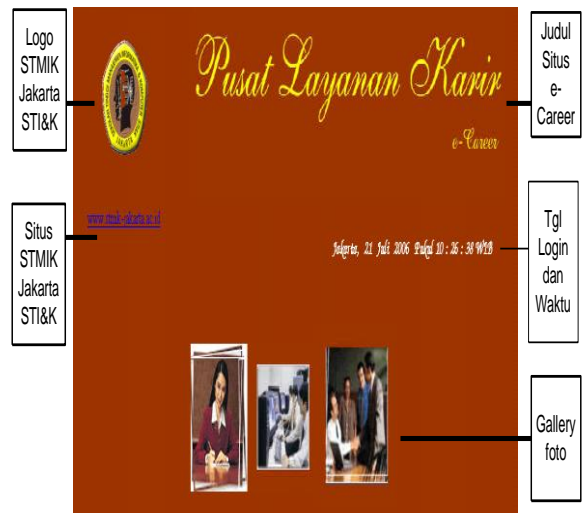 Logo
STMIK
Jakarta
STI&K
Pusat Layanan Karir
e-Career
Judul
Situs
e-
Career
JAKARTA
www.stmik-jakarta.ac.id
Situs
STMIK
Jakarta
STI&K
Jakarta, 21 Juli 2006 Pukul 10 : 26 : 38 WIB
Tgl
Login
dan
Waktu
Gallery
foto